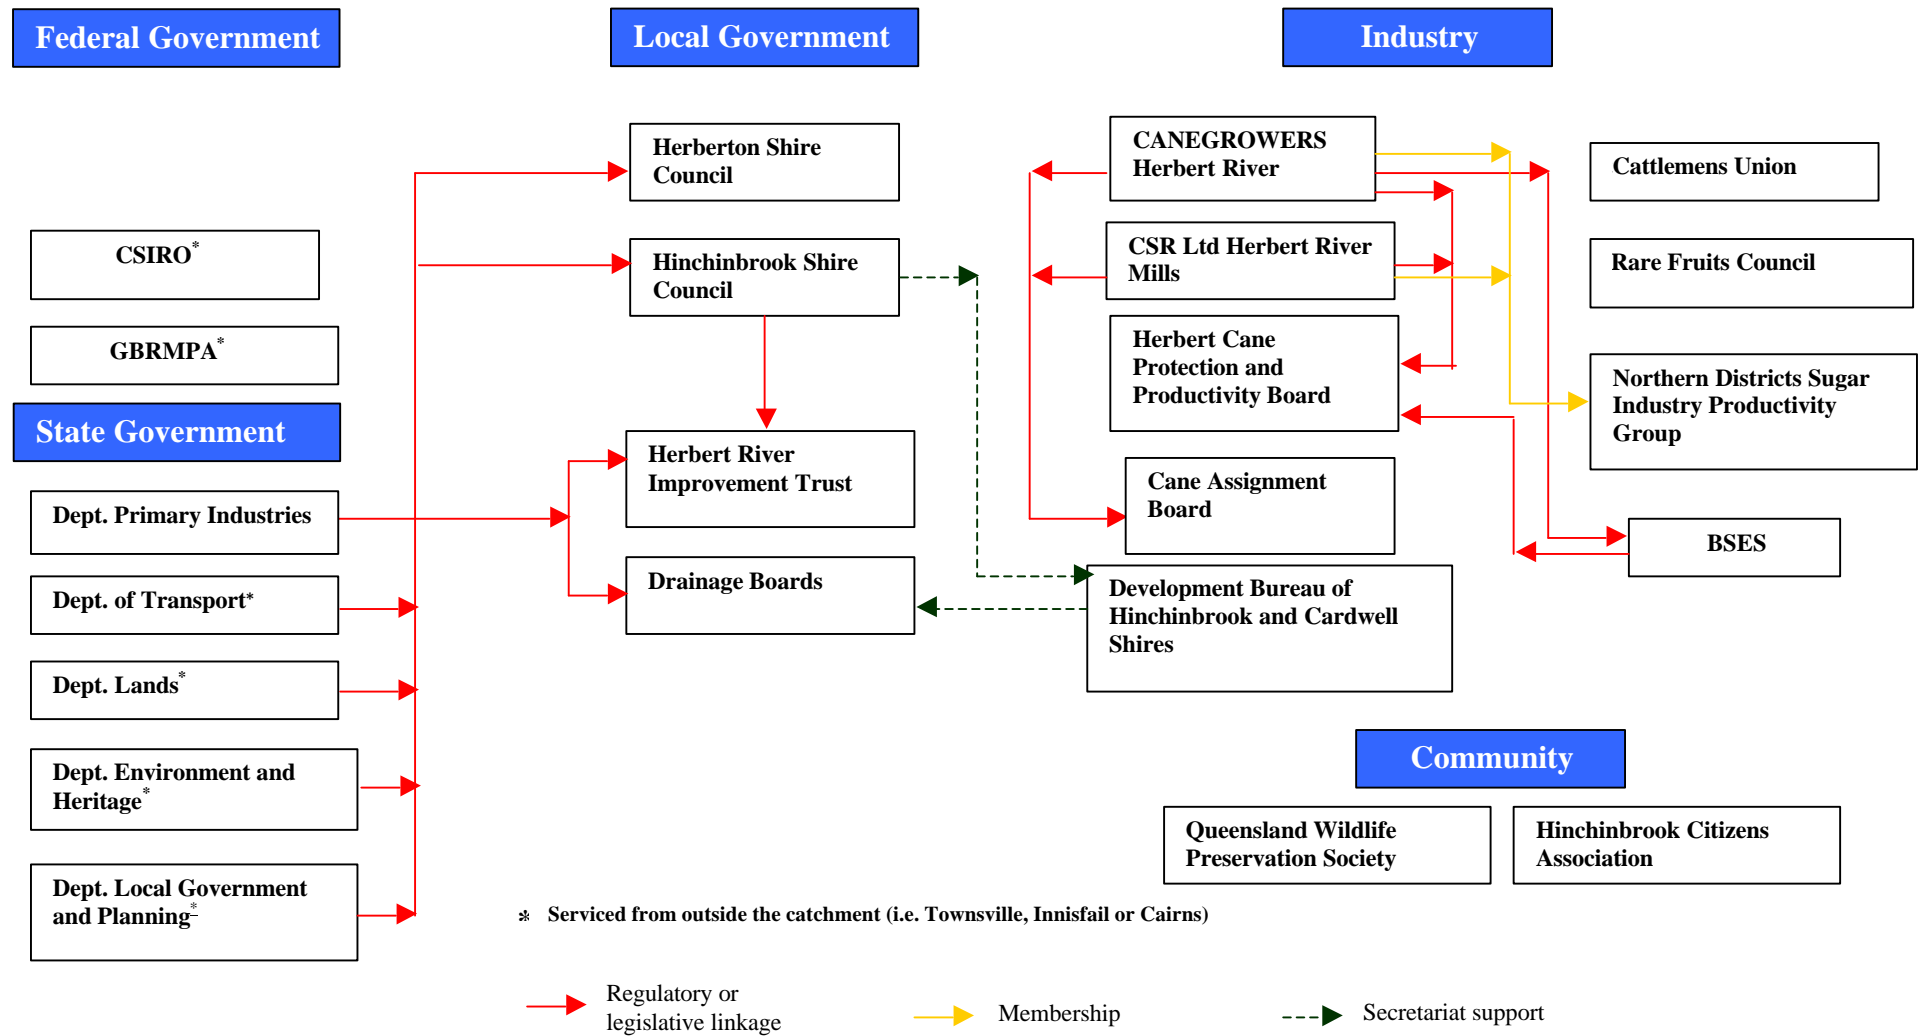 Federal Government
Local Government
Industry
CSIRO*
GBRMPA*
State Government
Dept. Primary Industries
Dept. of Transport*
Dept. Lands*
Dept. Environment and
Heritage*
Dept. Local Government
and Planning*
Herberton Shire
Council
Hinchinbrook Shire
Council
Herbert River
Improvement Trust
Drainage Boards
CANEGROWERS
Herbert River
CSR Ltd Herbert River
Mills
Herbert Cane
Protection and
Productivity Board
Cane Assignment
Board
Development Bureau of
Hinchinbrook and Cardwell
Shires
Cattlemens Union
Rare Fruits Council
Northern Districts Sugar
Industry Productivity
Group
BSES
Community
Queensland Wildlife
Preservation Society
Hinchinbrook Citizens
Association
* Serviced from outside the catchment (i.e. Townsville, Innisfail or Cairns)
Regulatory or
legislative linkage
Membership
Secretariat support